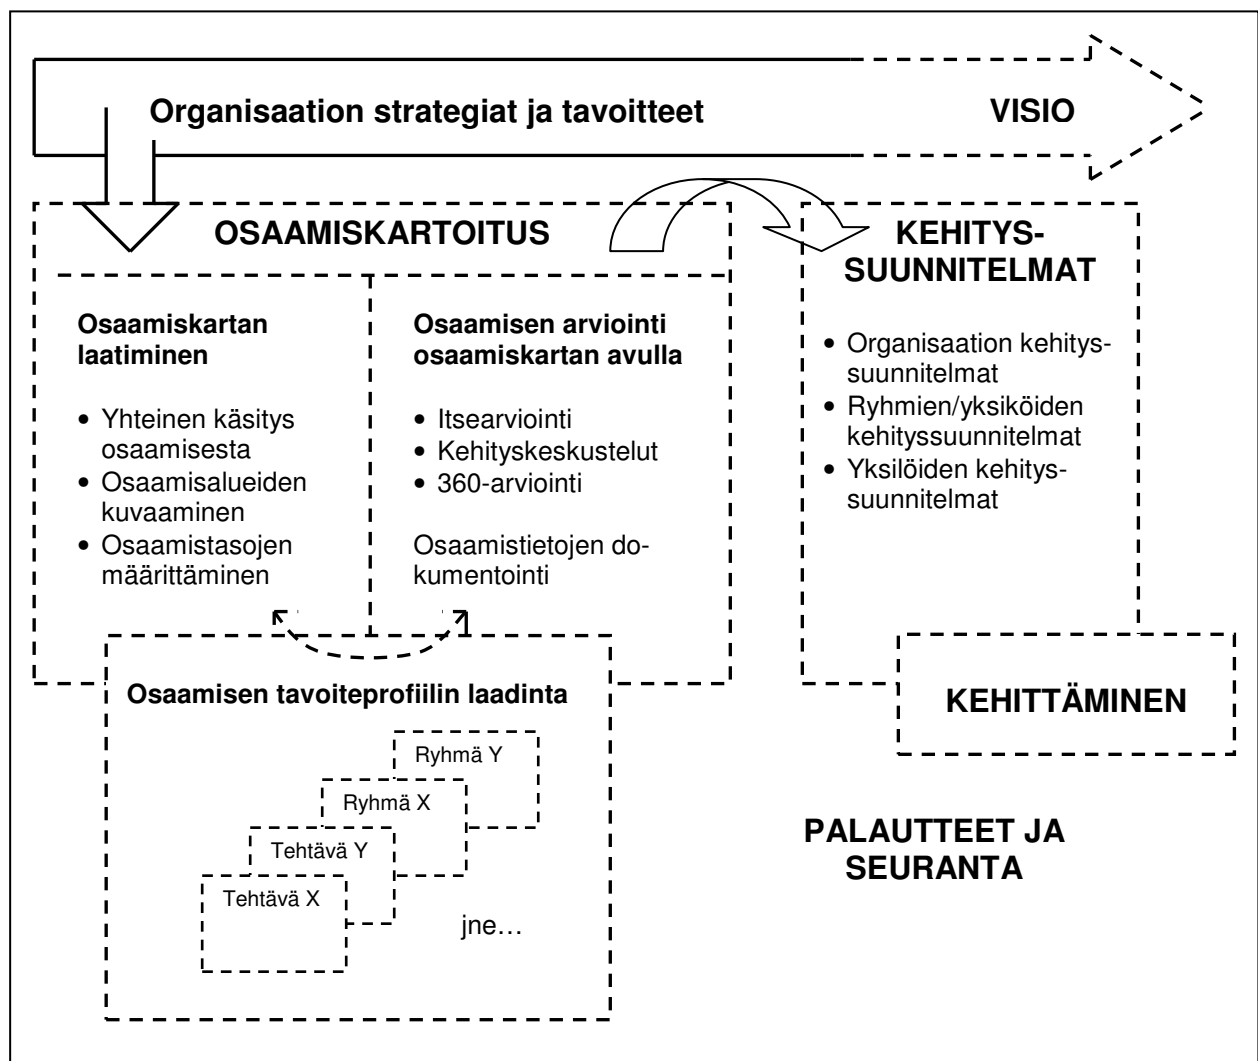 Organisaation strategiat ja tavoitteet
VISIO
OSAAMISKARTOITUS
Osaamiskartan
laatiminen
• Yhteinen käsitys
osaamisesta
• Osaamisalueiden
kuvaaminen
• Osaamistasojen
määrittäminen
Osaamisen arviointi
osaamiskartan avulla
• Itsearviointi
• Kehityskeskustelut
• 360-arviointi
Osaamistietojen do-
kumentointi
Osaamisen tavoiteprofiilin laadinta
Ryhmä Y
Ryhmä X
Tehtävä Y
Tehtävä X
jne…
KEHITYS-
SUUNNITELMAT
• Organisaation kehitys-
suunnitelmat
• Ryhmien/yksiköiden
kehityssuunnitelmat
• Yksilöiden kehitys-
suunnitelmat
KEHITTÄMINEN
PALAUTTEET JA
SEURANTA